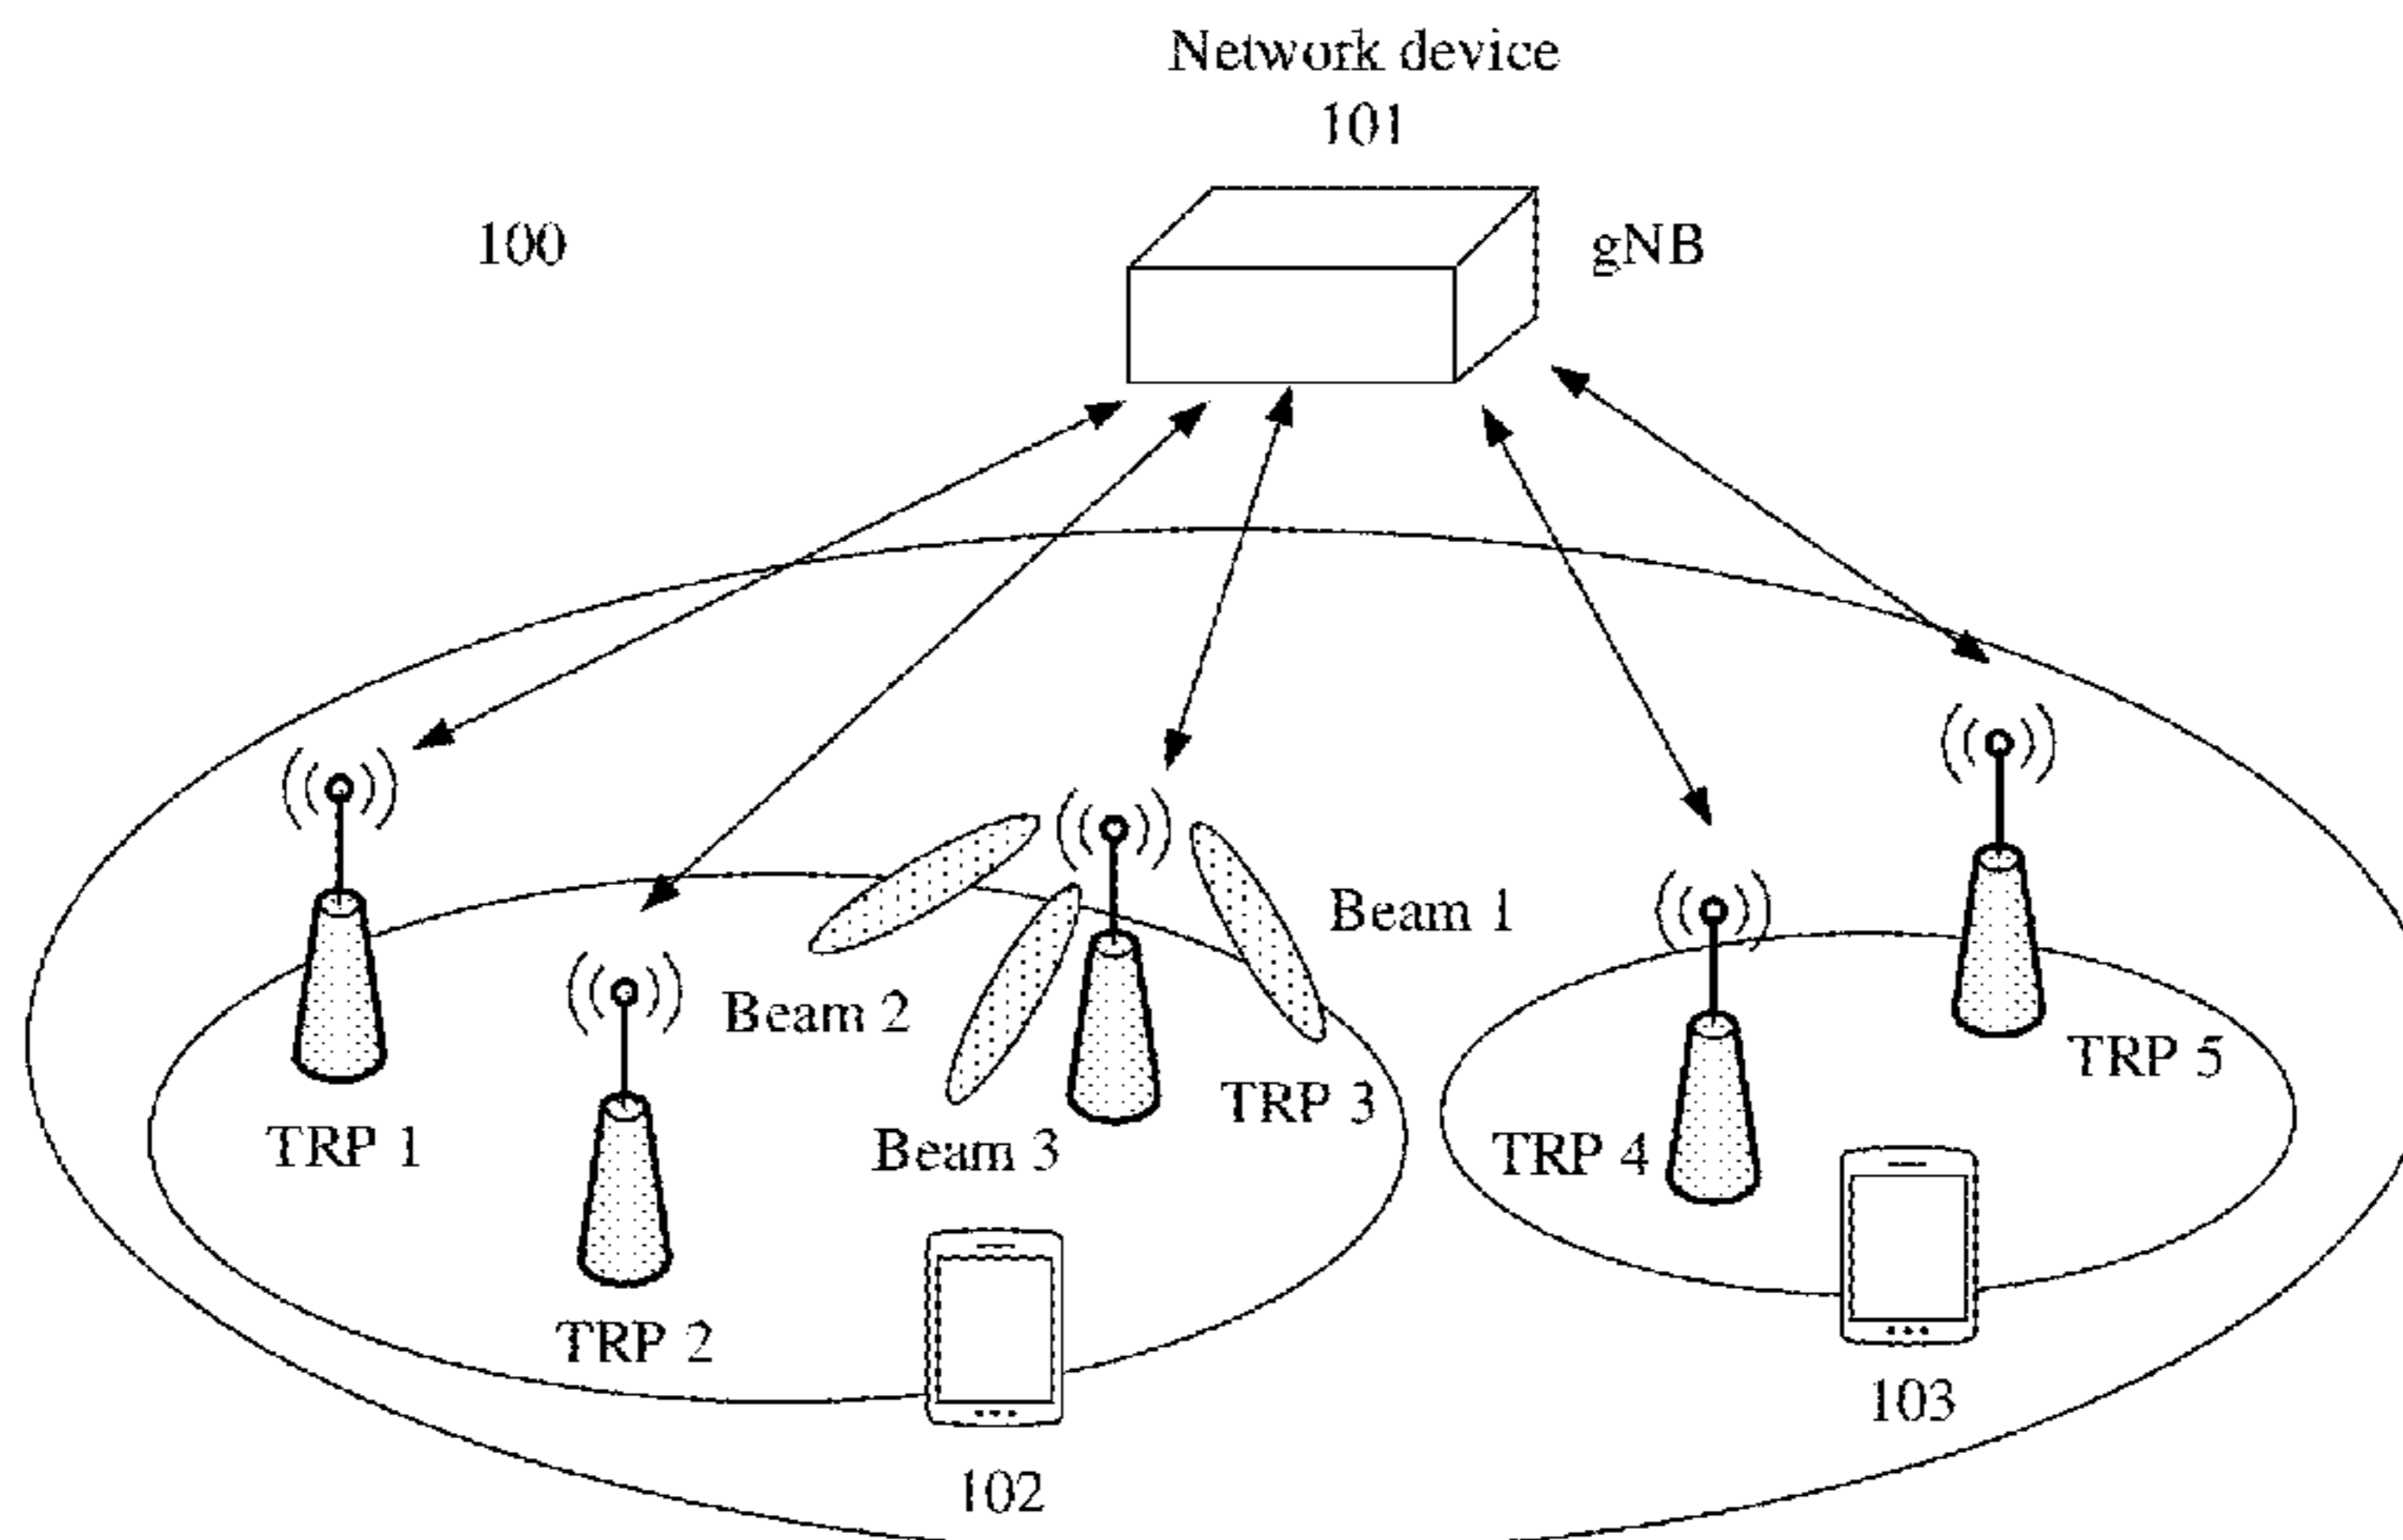 Network device
101
100
gNB
Beam 1
Beam 2
TRP 5
TRP 3
TRP 1
Beam 3
TRP 4
TRP 2
103
102